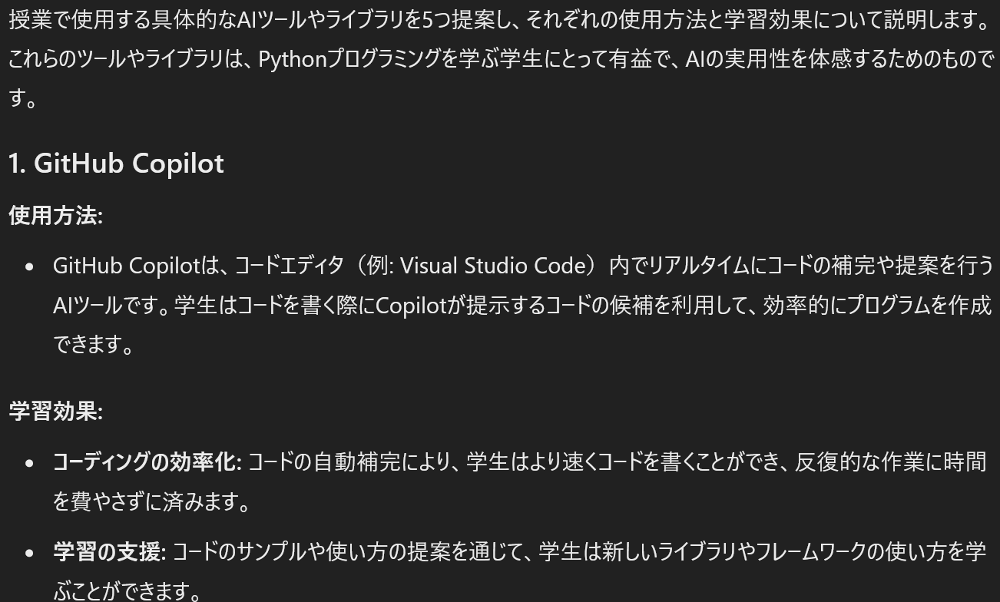 授業で使用する具体的なAIツールやライブラリを5つ提案し、それぞれの使用方法と学習効果について説明します。
これらのツールやライブラリは、Pythonプログラミングを学ぶ学生にとって有益で、AIの実用性を体感するためのもので
す。
1. GitHub Copilot
使用方法:
• GitHub Copilotは、コードエディタ（例: Visual Studio Code）内でリアルタイムにコードの補完や提案を行う
AIツールです。学生はコードを書く際にCopilotが提示するコードの候補を利用して、効率的にプログラムを作成
できます。
学習効果:
• コーディングの効率化: コードの自動補完により、学生はより速くコードを書くことができ、反復的な作業に時間
を費やさずに済みます。
• 学習の支援: コードのサンプルや使い方の提案を通じて、学生は新しいライブラリやフレームワークの使い方を学
ぶことができます。